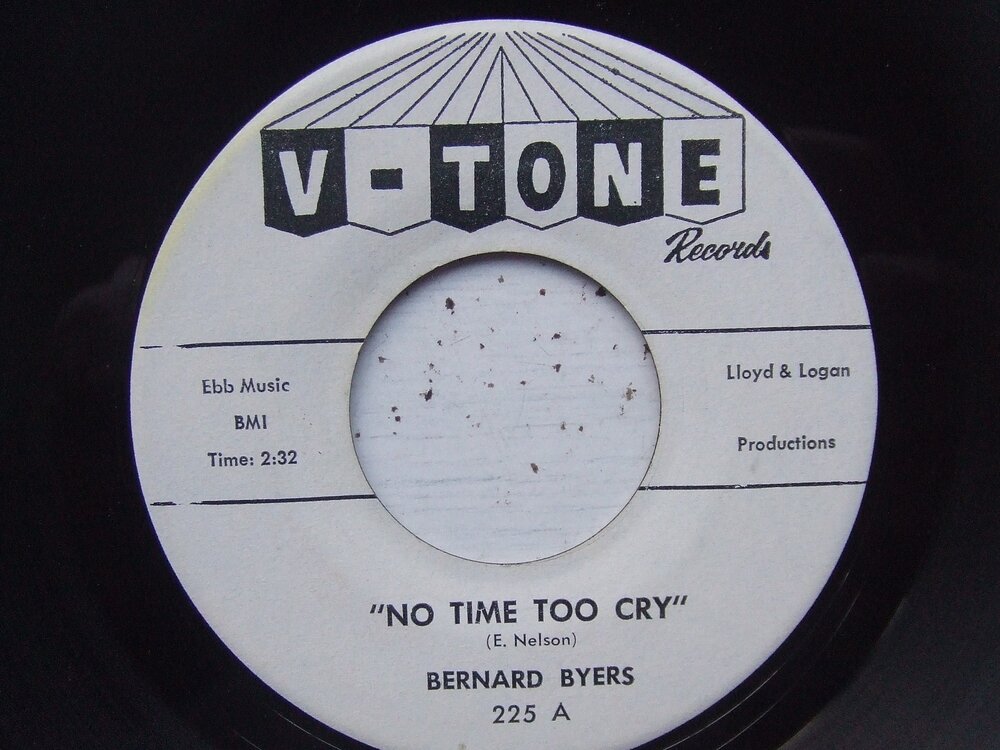 V-TONE
Records
Ebb Music
BMI
Time: 2:32
Lloyd & Logan
Productions
"NO TIME TOO CRY"
(E. Nelson)
BERNARD BYERS
225 A